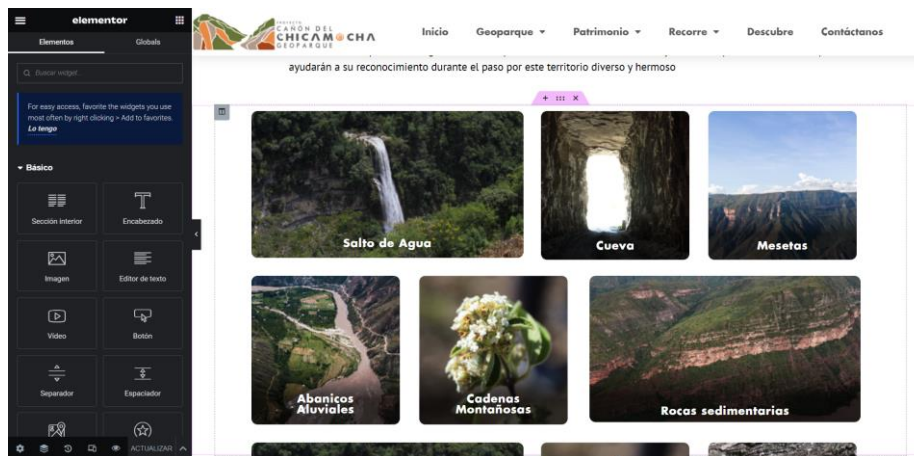 elementor
Elementos Globals
Buscar widget...
For easy access, favorite the widgets you use
most often by right clicking > Add to favorites.
Lo tengo
Básico
Sección interior Encabezado
Imagen Editor de texto
Vídeo Botón
Separador Espaciador
ACTUALIZAR
PROYECTO
CAÑÓN DEL
CHICAMOCHA
GEOPARQUE
Inicio Geoparque Patrimonio Recorre Descubre Contáctanos
ayudarán a su reconocimiento durante el paso por este territorio diverso y hermoso
Salto de Agua Cueva Mesetas
Abanicos
Aluviales
Cadenas
Montañosas
Rocas sedimentarias